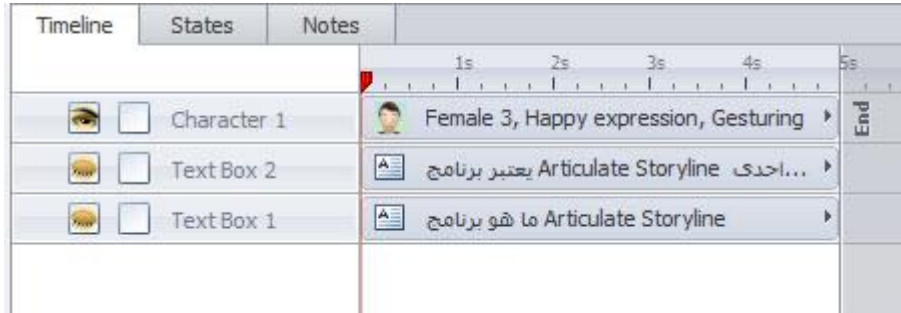 Timeline States Notes
1s 2s 3s 4s 5s
Character 1 Female 3, Happy expression, Gesturing End
Text Box 2 يعتبر برنامج Articulate Storyline احدى...
Text Box 1 ما هو برنامج Articulate Storyline